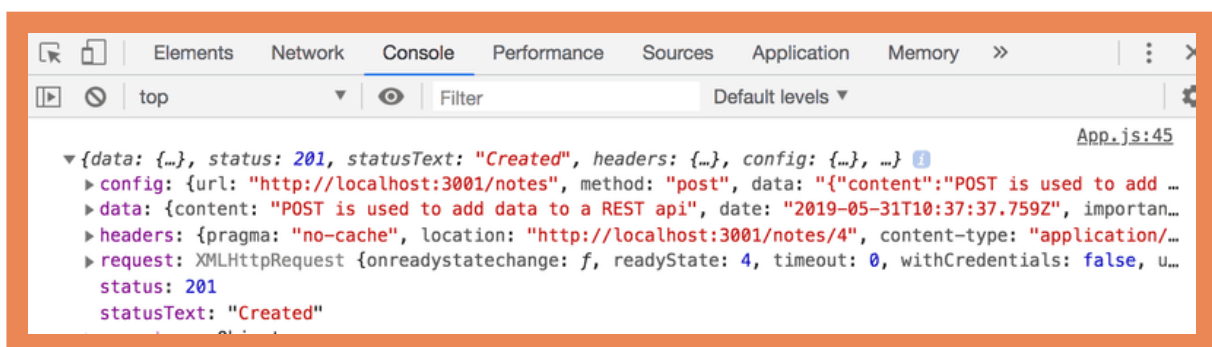 Elements Network Console Performance Sources Application Memory »
top ▼ Filter Default levels ▼
App.js:45
▼{data: {…}, status: 201, statusText: "Created", headers: {…}, config: {…}, …} i
▶config: {url: "http://localhost:3001/notes", method: "post", data: "{"content":"POST is used to add …
▶data: {content: "POST is used to add data to a REST api", date: "2019-05-31T10:37:37.759Z", importan…
▶headers: {pragma: "no-cache", location: "http://localhost:3001/notes/4", content-type: "application/…
▶request: XMLHttpRequest {onreadystatechange: ƒ, readyState: 4, timeout: 0, withCredentials: false, u…
status: 201
statusText: "Created"